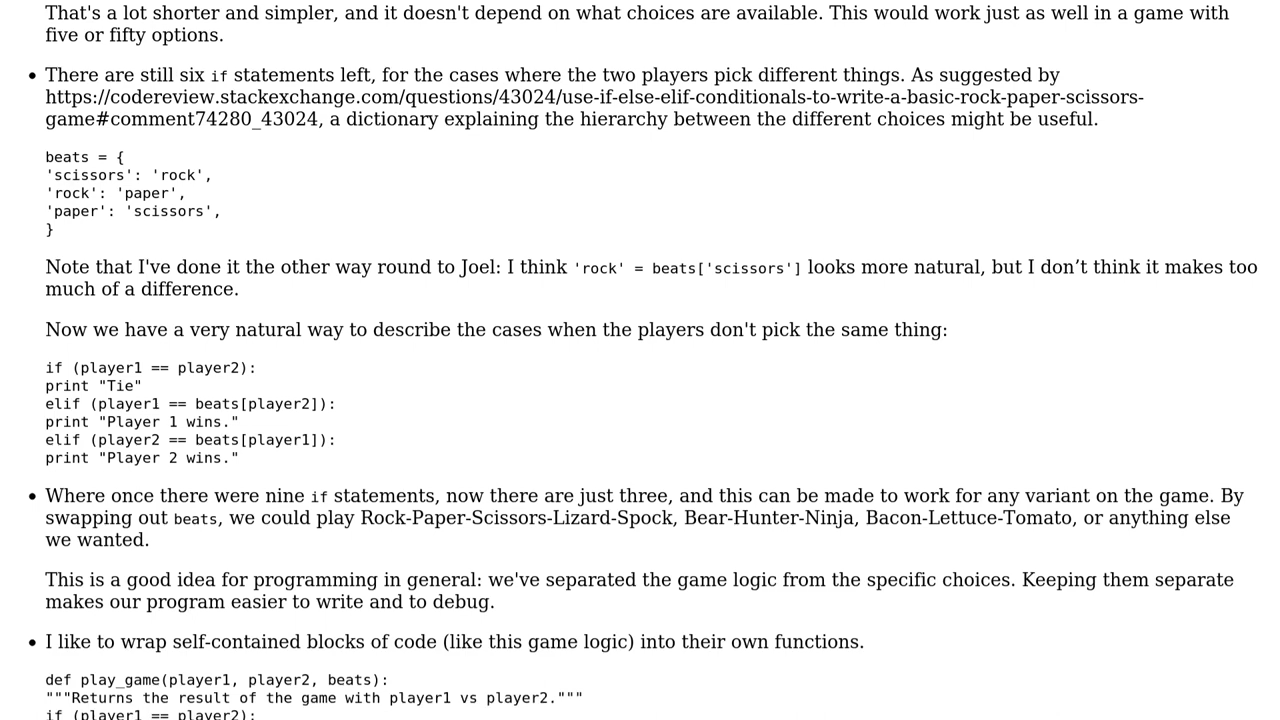 That's a lot shorter and simpler, and it doesn't depend on what choices are available. This would work just as well in a game with
five or fifty options.
• There are still six if statements left, for the cases where the two players pick different things. As suggested by
https://codereview.stackexchange.com/questions/43024/use-if-else-elif-conditionals-to-write-a-basic-rock-paper-scissors-
game#comment74280_43024, a dictionary explaining the hierarchy between the different choices might be useful.
beats = {
'scissors': 'rock',
'rock': 'paper',
'paper': 'scissors',
}
Note that I've done it the other way round to Joel: I think 'rock' = beats['scissors'] looks more natural, but I don’t think it makes too
much of a difference.
Now we have a very natural way to describe the cases when the players don't pick the same thing:
if (player1 == player2):
print "Tie"
elif (player1 == beats[player2]):
print "Player 1 wins."
elif (player2 == beats[player1]):
print "Player 2 wins."
• Where once there were nine if statements, now there are just three, and this can be made to work for any variant on the game. By
swapping out beats, we could play Rock-Paper-Scissors-Lizard-Spock, Bear-Hunter-Ninja, Bacon-Lettuce-Tomato, or anything else
we wanted.
This is a good idea for programming in general: we've separated the game logic from the specific choices. Keeping them separate
makes our program easier to write and to debug.
• I like to wrap self-contained blocks of code (like this game logic) into their own functions.
def play_game(player1, player2, beats):
"""Returns the result of the game with player1 vs player2."""
if (player1 == player2):